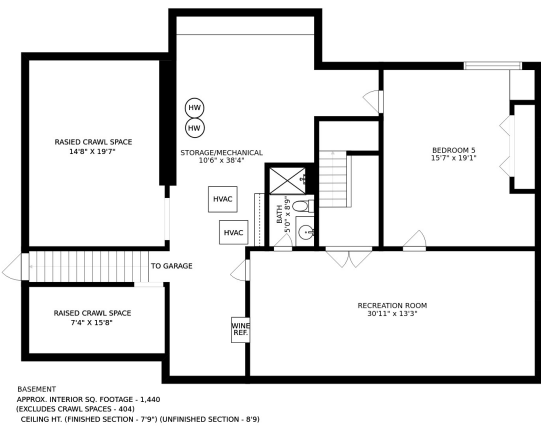 HW
HW
RASIED CRAWL SPACE
14'8" X 19'7"
STORAGE/MECHANICAL
10'6" x 38'4"
BEDROOM 5
15'7" x 19'1"
HVAC
HVAC
BATH
5'0" x 8'9"
TO GARAGE
RAISED CRAWL SPACE
7'4" X 15'8"
RECREATION ROOM
30'11" x 13'3"
WINE
REF.
BASEMENT
APPROX. INTERIOR SQ. FOOTAGE - 1,440
(EXCLUDES CRAWL SPACES - 404)
CEILING HT. (FINISHED SECTION - 7'9") (UNFINISHED SECTION - 8'9)